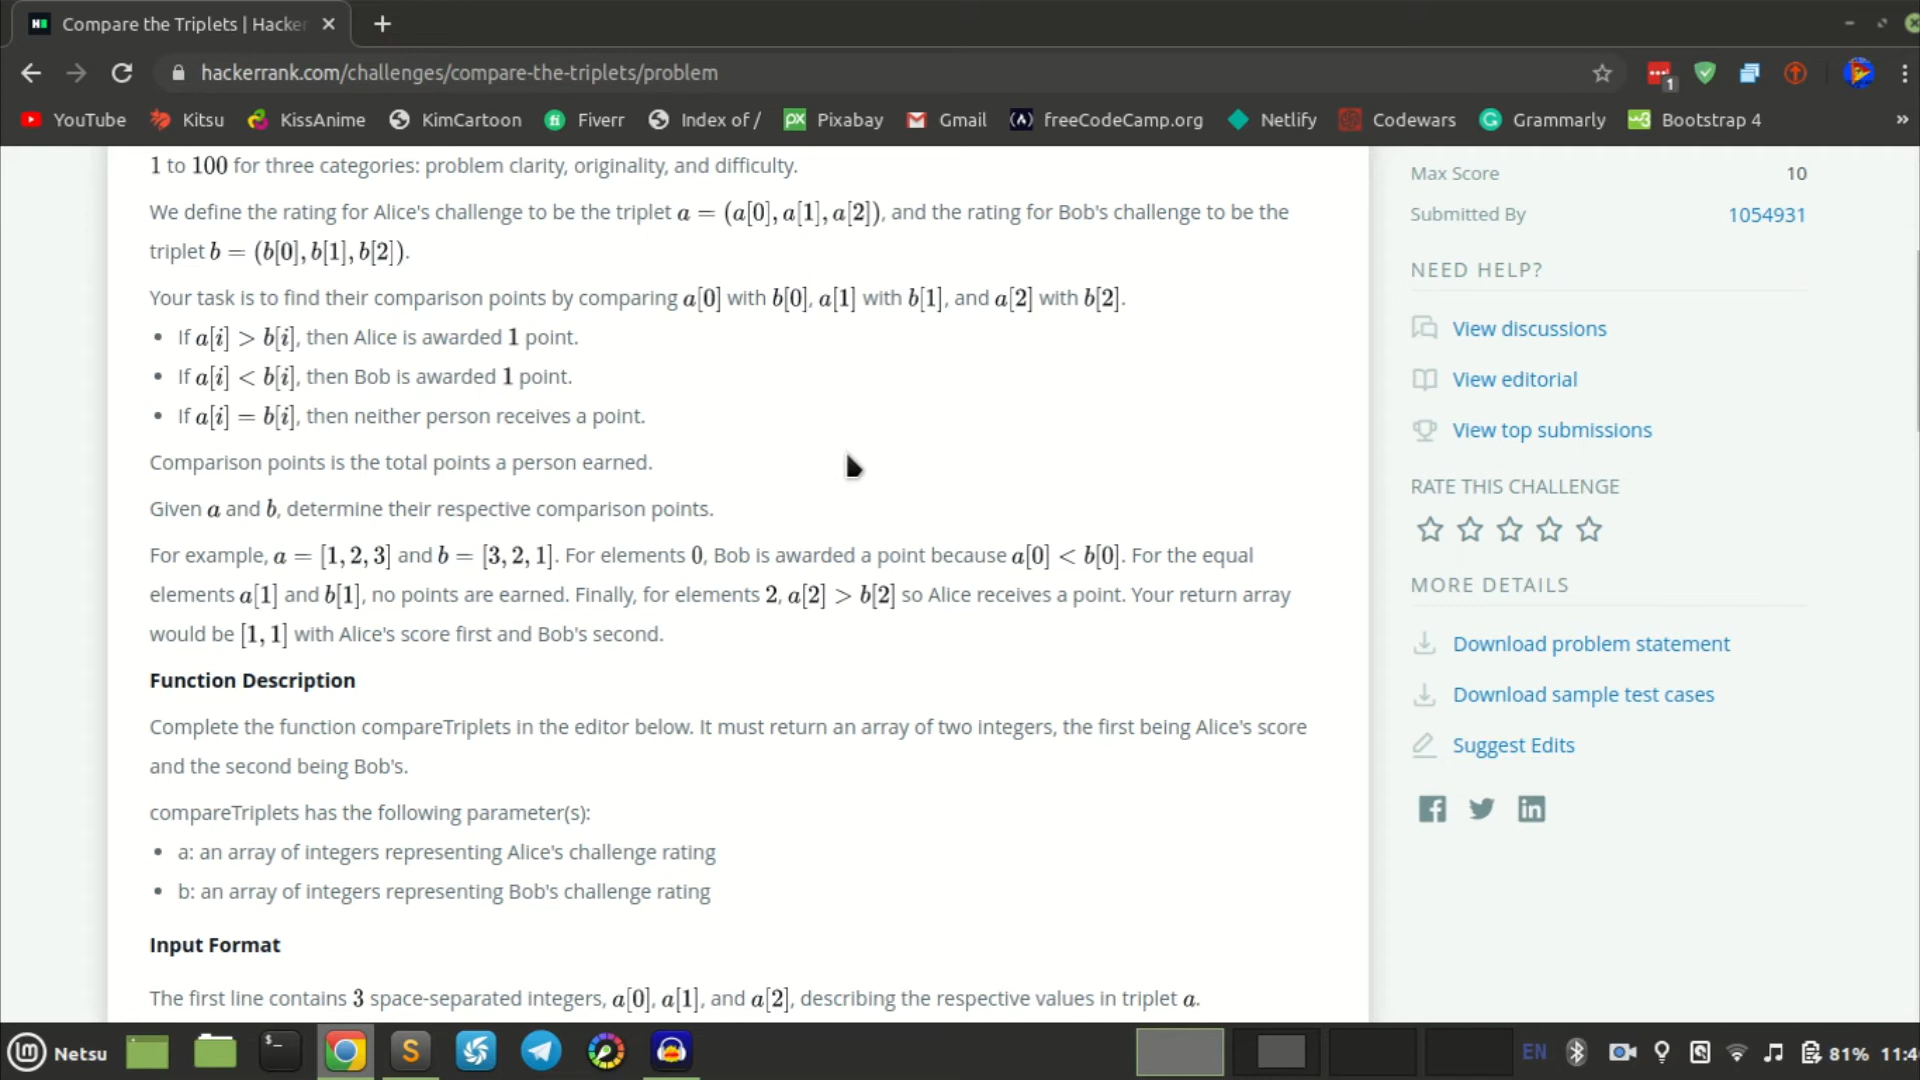 Compare the Triplets | Hacker
hackerrank.com/challenges/compare-the-triplets/problem
1
YouTube Kitsu KissAnime KimCartoon Fiverr Index of / Pixabay Gmail freeCodeCamp.org Netlify Codewars Grammarly Bootstrap 4 »
1 to 100 for three categories: problem clarity, originality, and difficulty.
We define the rating for Alice's challenge to be the triplet a = (a[0], a[1], a[2]), and the rating for Bob's challenge to be the
triplet b = (b[0], b[1], b[2]).
Your task is to find their comparison points by comparing a[0] with b[0], a[1] with b[1], and a[2] with b[2].
• If a[i] > b[i], then Alice is awarded 1 point.
• If a[i] < b[i], then Bob is awarded 1 point.
• If a[i] = b[i], then neither person receives a point.
Comparison points is the total points a person earned.
Given a and b, determine their respective comparison points.
For example, a = [1, 2, 3] and b = [3, 2, 1]. For elements 0, Bob is awarded a point because a[0] < b[0]. For the equal
elements a[1] and b[1], no points are earned. Finally, for elements 2, a[2] > b[2] so Alice receives a point. Your return array
would be [1, 1] with Alice's score first and Bob's second.
Function Description
Complete the function compareTriplets in the editor below. It must return an array of two integers, the first being Alice's score
and the second being Bob's.
compareTriplets has the following parameter(s):
• a: an array of integers representing Alice's challenge rating
• b: an array of integers representing Bob's challenge rating
Input Format
The first line contains 3 space-separated integers, a[0], a[1], and a[2], describing the respective values in triplet a.
Max Score 10
Submitted By 1054931
NEED HELP?
View discussions
View editorial
View top submissions
RATE THIS CHALLENGE
MORE DETAILS
Download problem statement
Download sample test cases
Suggest Edits
Netsu
EN 81% 11:4